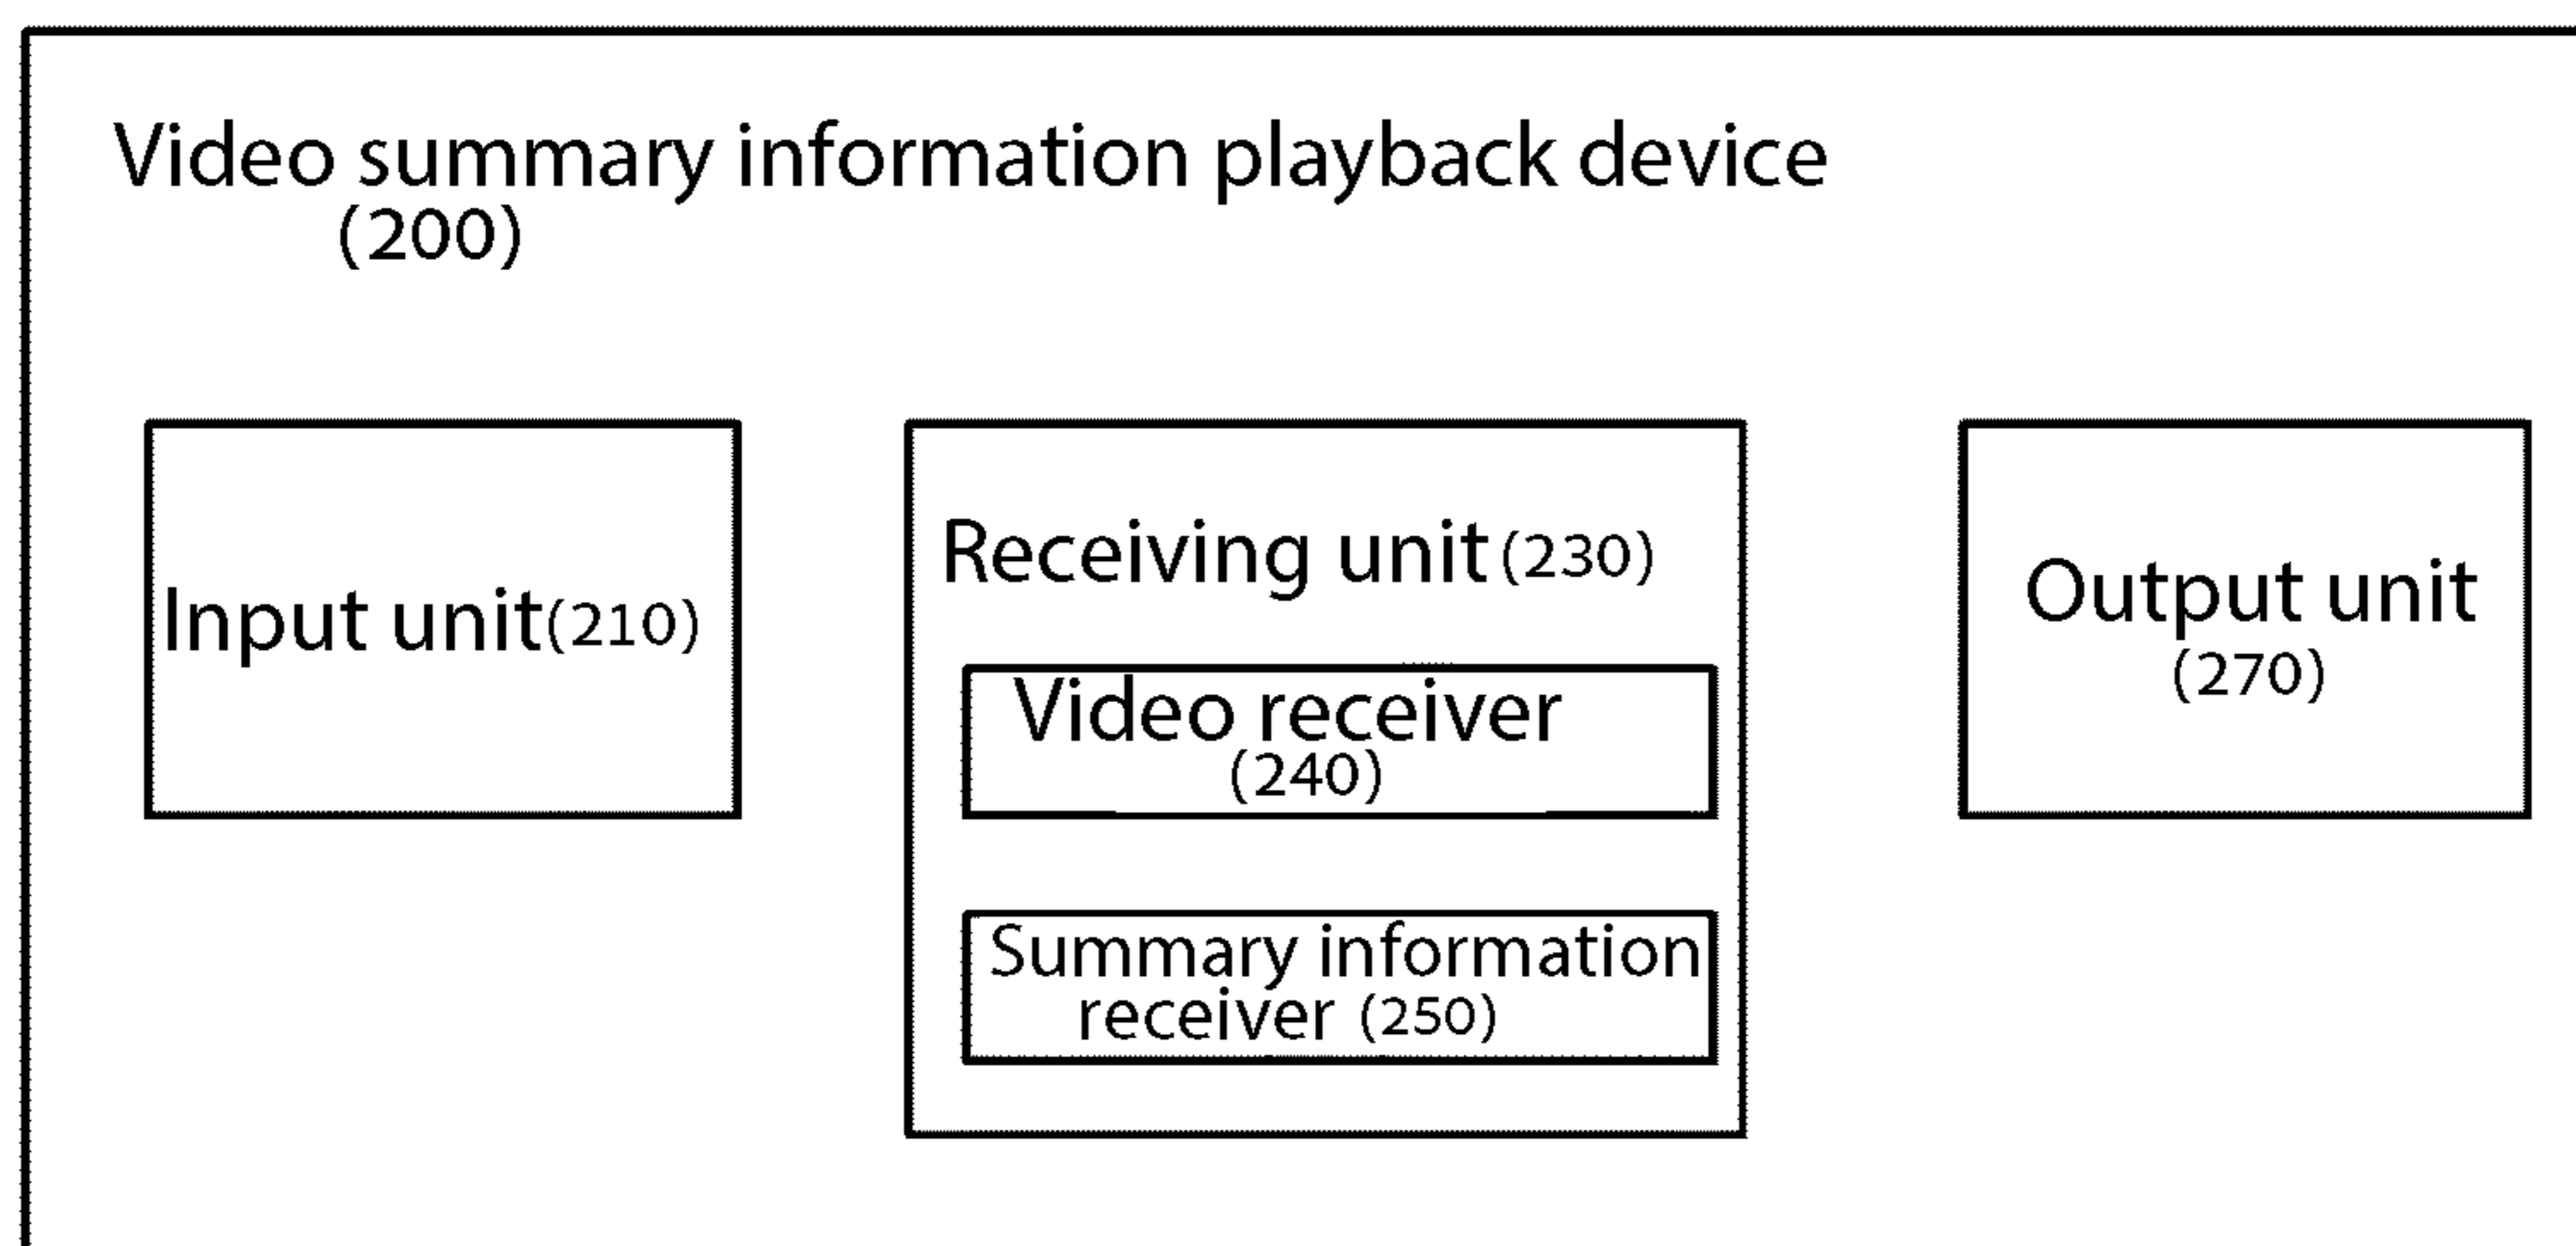 Video summary information playback device
(200)
Input unit(210)
Receiving unit(230)
Video receiver
(240)
Summary information
receiver (250)
Output unit
(270)